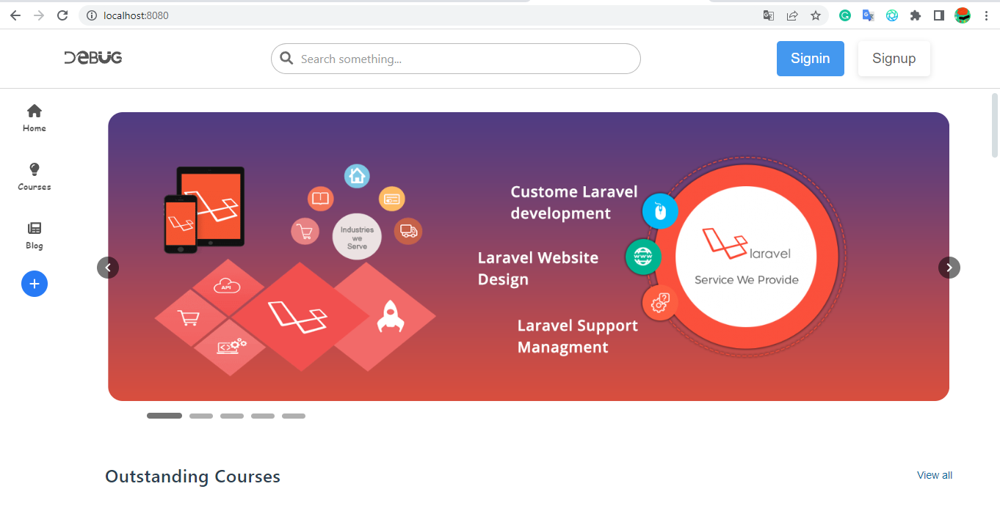 localhost:8080
DEBUG
Search something...
Signin
Signup
Home
Courses
Blog
Industries
we
Serve
API
Custome Laravel
development
Laravel Website
Design
Laravel Support
Managment
www
laravel
Service We Provide
Outstanding Courses
View all